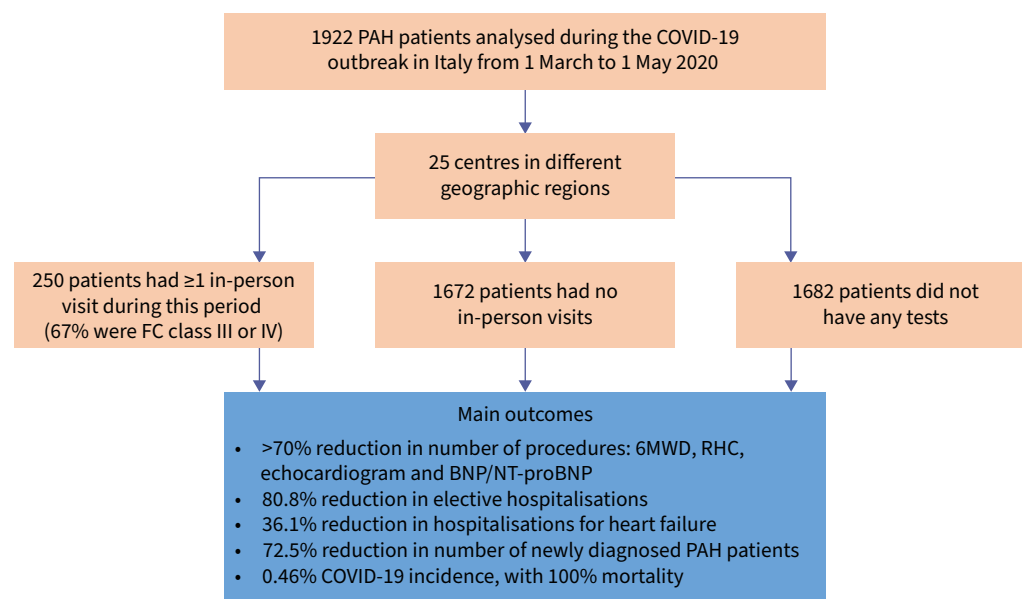 1922 PAH patients analysed during the COVID-19
outbreak in Italy from 1 March to 1 May 2020
25 centres in different
geographic regions
250 patients had ≥1 in-person
visit during this period
(67% were FC class III or IV)
1672 patients had no
in-person visits
1682 patients did not
have any tests
Main outcomes
• >70% reduction in number of procedures: 6MWD, RHC,
echocardiogram and BNP/NT-proBNP
• 80.8% reduction in elective hospitalisations
• 36.1% reduction in hospitalisations for heart failure
• 72.5% reduction in number of newly diagnosed PAH patients
• 0.46% COVID-19 incidence, with 100% mortality